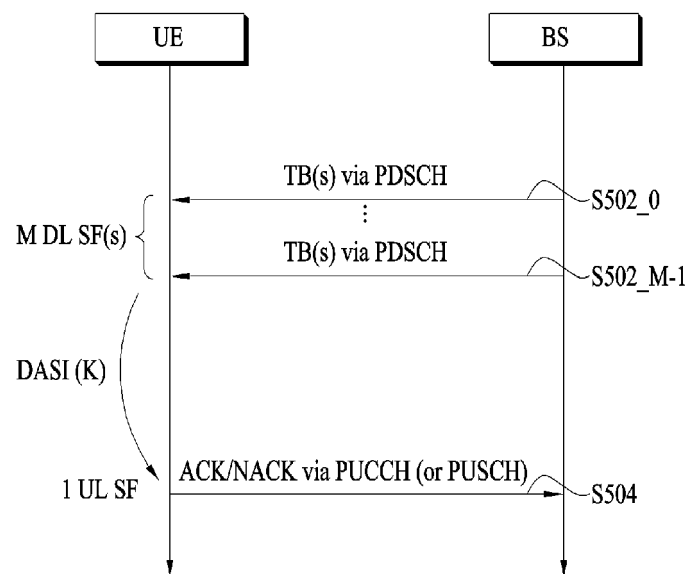 UE
BS
TB(s) via PDSCH
S502_0
M DL SF(s)
TB(s) via PDSCH
S502_M-1
DASI (K)
ACK/NACK via PUCCH (or PUSCH)
1 UL SF
S504